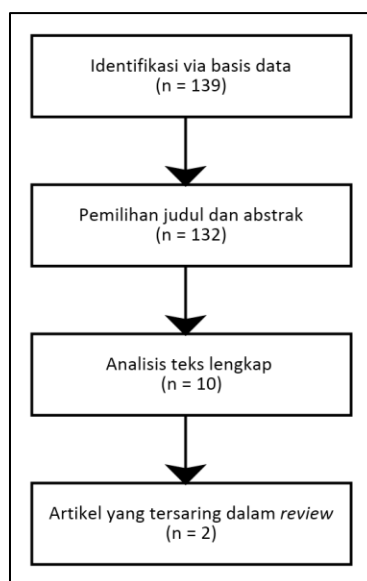 Identifikasi via basis data
(n = 139)
Pemilihan judul dan abstrak
(n = 132)
Analisis teks lengkap
(n = 10)
Artikel yang tersaring dalam review
(n = 2)